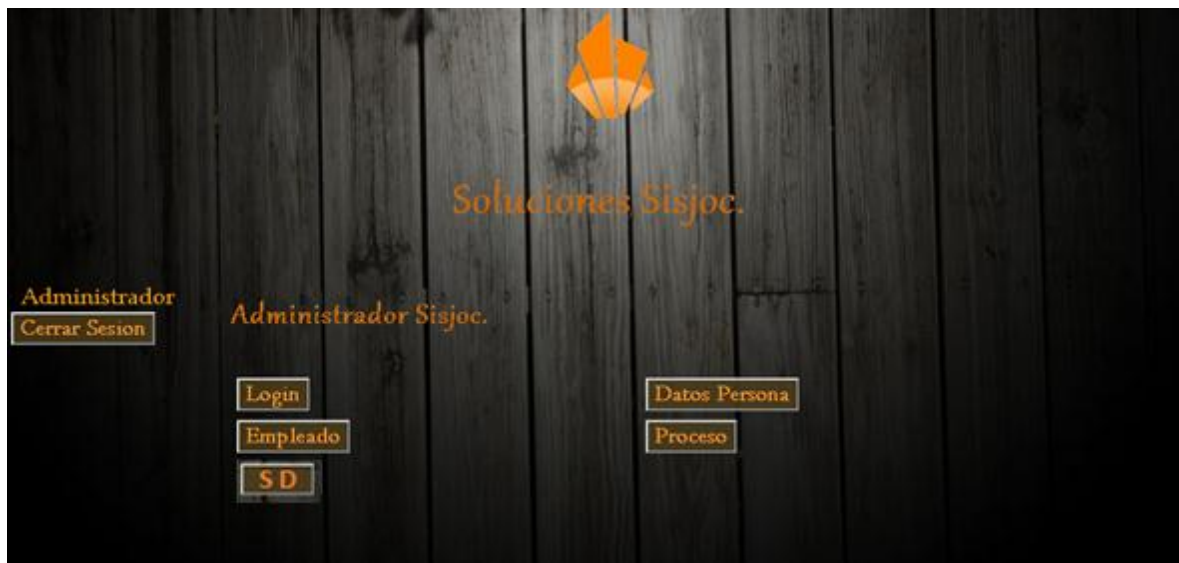 Soluciones Sisjoc.
Administrador
Cerrar Sesion
Administrador Sisjoc.
Login
Datos Persona
Empleado
Proceso
S D